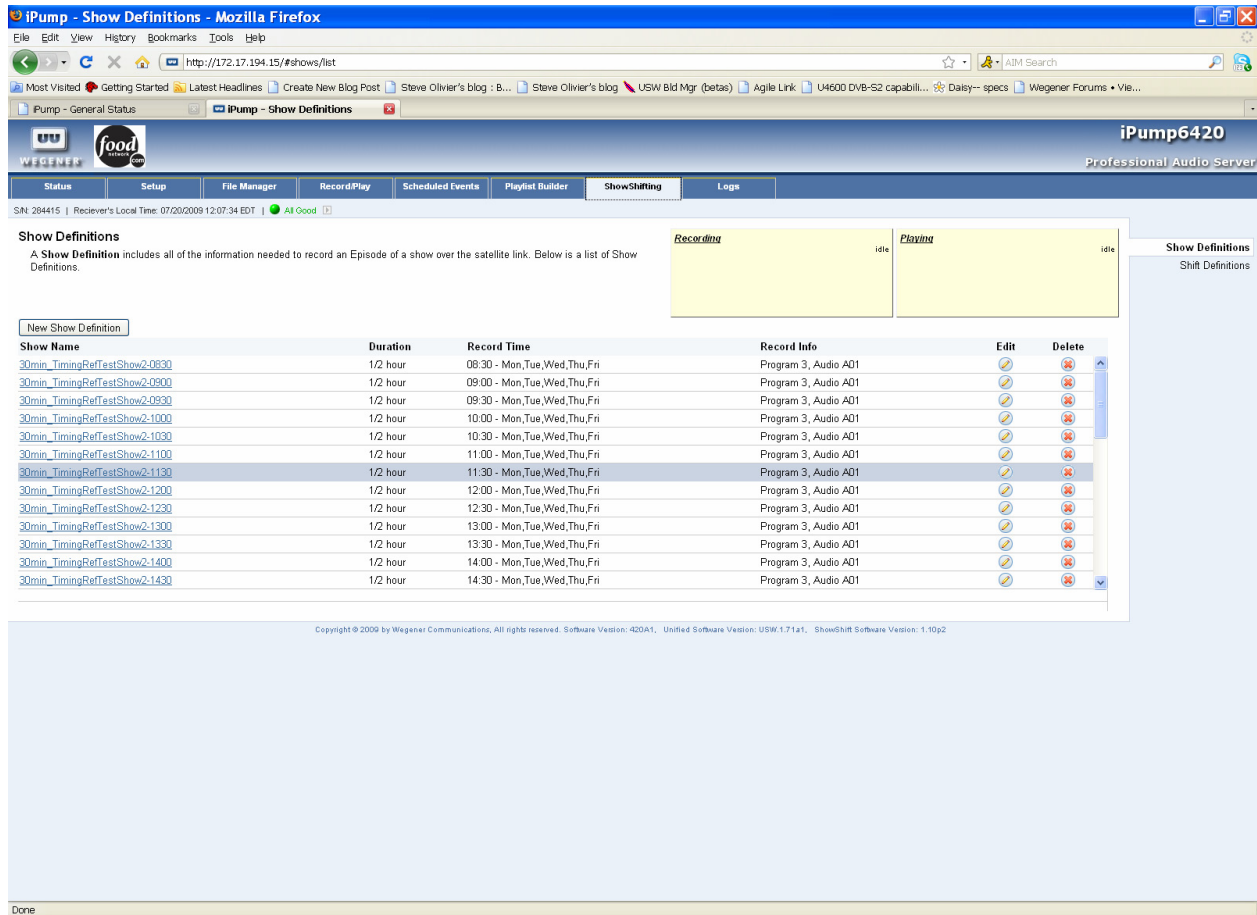 iPump - Show Definitions - Mozilla Firefox
File Edit View History Bookmarks Tools Help
http://172.17.194.15/#shows/list
AIM Search
Most Visited Getting Started Latest Headlines Create New Blog Post Steve Olivier's blog : B... Steve Olivier's blog USW Bld Mgr (betas) Agile Link U4600 DVB-S2 capabili... Daisy-- specs Wegener Forums • Vie...
iPump - General Status iPump - Show Definitions
WEGENER food network .com iPump6420
Professional Audio Server
Status Setup File Manager Record/Play Scheduled Events Playlist Builder ShowShifting Logs
S/N: 284415 | Reciever's Local Time: 07/20/2009 12:07:34 EDT | All Good
Show Definitions
A Show Definition includes all of the information needed to record an Episode of a show over the satellite link. Below is a list of Show
Definitions.
Recording idle
Playing idle
Show Definitions
Shift Definitions
New Show Definition
Show Name Duration Record Time Record Info Edit Delete
30min_TimingRefTestShow2-0830 1/2 hour 08:30 - Mon,Tue,Wed,Thu,Fri Program 3, Audio A01
30min_TimingRefTestShow2-0900 1/2 hour 09:00 - Mon,Tue,Wed,Thu,Fri Program 3, Audio A01
30min_TimingRefTestShow2-0930 1/2 hour 09:30 - Mon,Tue,Wed,Thu,Fri Program 3, Audio A01
30min_TimingRefTestShow2-1000 1/2 hour 10:00 - Mon,Tue,Wed,Thu,Fri Program 3, Audio A01
30min_TimingRefTestShow2-1030 1/2 hour 10:30 - Mon,Tue,Wed,Thu,Fri Program 3, Audio A01
30min_TimingRefTestShow2-1100 1/2 hour 11:00 - Mon,Tue,Wed,Thu,Fri Program 3, Audio A01
30min_TimingRefTestShow2-1130 1/2 hour 11:30 - Mon,Tue,Wed,Thu,Fri Program 3, Audio A01
30min_TimingRefTestShow2-1200 1/2 hour 12:00 - Mon,Tue,Wed,Thu,Fri Program 3, Audio A01
30min_TimingRefTestShow2-1230 1/2 hour 12:30 - Mon,Tue,Wed,Thu,Fri Program 3, Audio A01
30min_TimingRefTestShow2-1300 1/2 hour 13:00 - Mon,Tue,Wed,Thu,Fri Program 3, Audio A01
30min_TimingRefTestShow2-1330 1/2 hour 13:30 - Mon,Tue,Wed,Thu,Fri Program 3, Audio A01
30min_TimingRefTestShow2-1400 1/2 hour 14:00 - Mon,Tue,Wed,Thu,Fri Program 3, Audio A01
30min_TimingRefTestShow2-1430 1/2 hour 14:30 - Mon,Tue,Wed,Thu,Fri Program 3, Audio A01
Copyright © 2009 by Wegener Communications, All rights reserved. Software Version: 420A1, Unified Software Version: USW.1.71a1, ShowShift Software Version: 1.10p2
Done